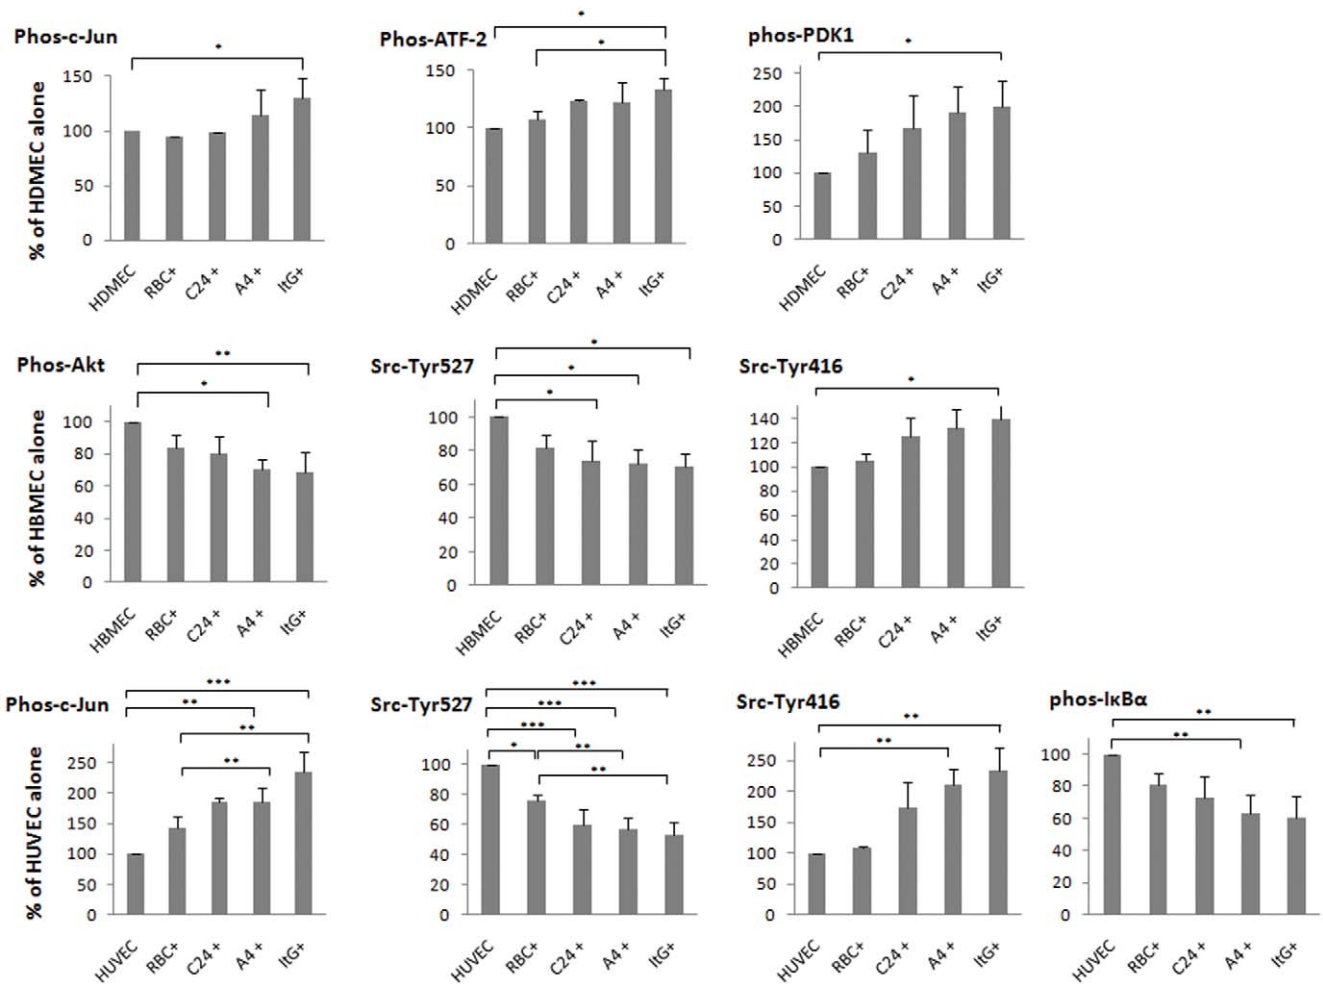 Phos-c-Jun
*
% of HDMEC alone
150
100
50
0
HDMEC
RBC+
C24 +
A4 +
ItG+
Phos-ATF-2
*
*
150
100
50
0
HDMEC
RBC+
C24 +
A4 +
ItG+
phos-PDK1
*
250
200
150
100
50
0
HDMEC
RBC+
C24 +
A4 +
ItG+
Phos-Akt
**
*
% of HBMEC alone
100
80
60
40
20
0
HBMEC
RBC+
C24 +
A4 +
ItG+
Src-Tyr527
*
*
*
100
80
60
40
20
0
HBMEC
RBC+
C24 +
A4 +
ItG+
Src-Tyr416
*
140
120
100
80
60
40
20
0
HBMEC
RBC+
C24 +
A4 +
ItG+
Phos-c-Jun
***
**
**
**
% of HUVEC alone
250
200
150
100
50
0
HUVEC
RBC+
C24 +
A4 +
ItG+
Src-Tyr527
***
***
***
*
**
**
100
80
60
40
20
0
HUVEC
RBC+
C24 +
A4 +
ItG+
Src-Tyr416
**
**
250
200
150
100
50
0
HUVEC
RBC+
C24 +
A4 +
ItG+
phos-IκBα
**
**
100
80
60
40
20
0
HUVEC
RBC+
C24 +
A4 +
ItG+